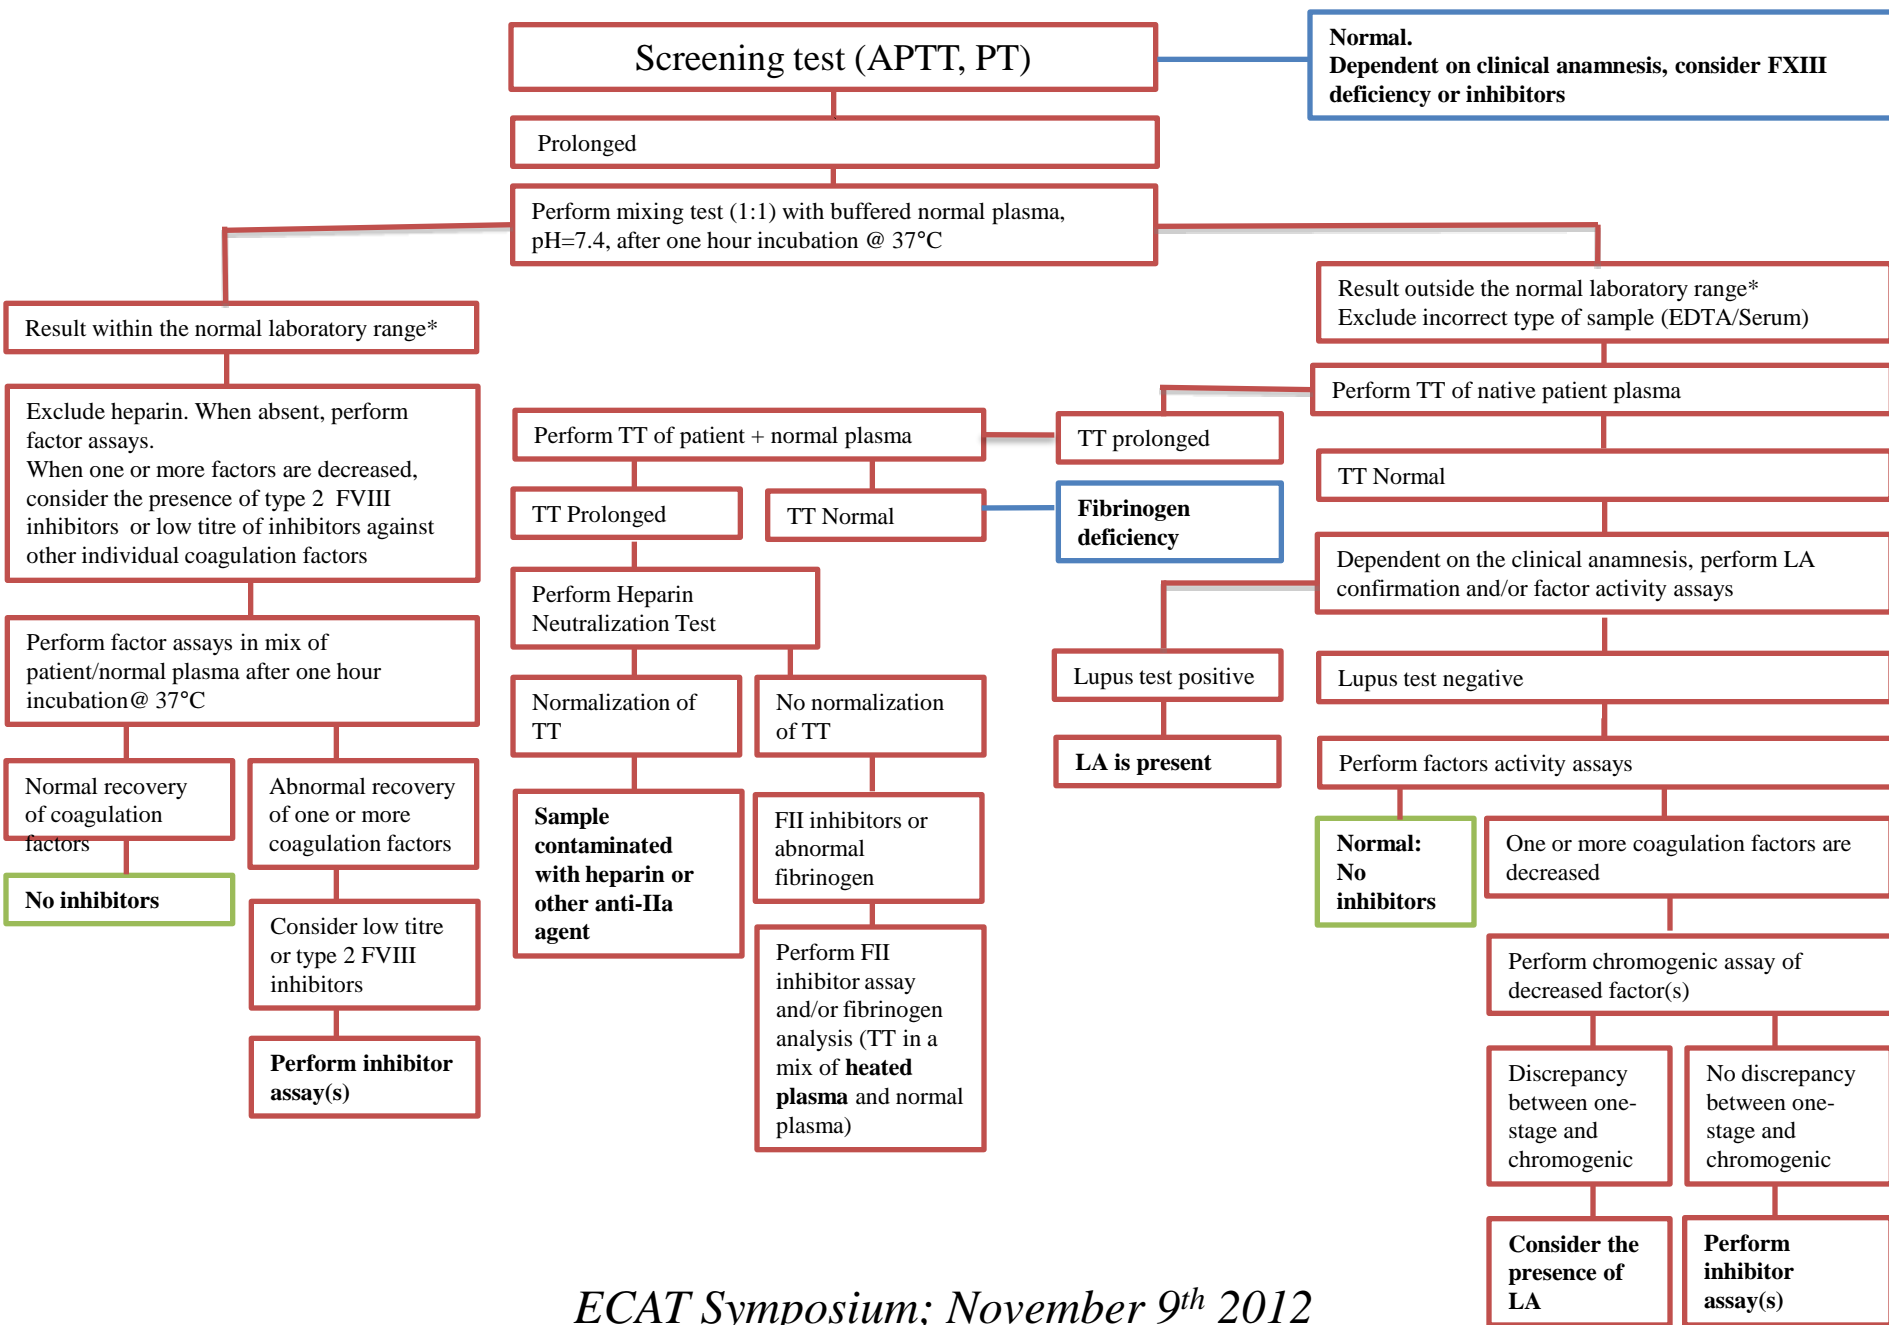 Screening test (APTT, PT)
Normal.
Dependent on clinical anamnesis, consider FXIII
deficiency or inhibitors
Prolonged
Perform mixing test (1:1) with buffered normal plasma,
pH=7.4, after one hour incubation @ 37°C
Result within the normal laboratory range*
Exclude heparin. When absent, perform
factor assays.
When one or more factors are decreased,
consider the presence of type 2 FVIII
inhibitors or low titre of inhibitors against
other individual coagulation factors
Perform factor assays in mix of
patient/normal plasma after one hour
incubation@ 37°C
Normal recovery
of coagulation
factors
No inhibitors
Abnormal recovery
of one or more
coagulation factors
Consider low titre
or type 2 FVIII
inhibitors
Perform inhibitor
assay(s)
Result outside the normal laboratory range*
Exclude incorrect type of sample (EDTA/Serum)
Perform TT of native patient plasma
TT prolonged
Perform TT of patient + normal plasma
TT Prolonged
TT Normal
Fibrinogen
deficiency
Perform Heparin
Neutralization Test
Normalization of
TT
Sample
contaminated
with heparin or
other anti-IIa
agent
No normalization
of TT
FII inhibitors or
abnormal
fibrinogen
Perform FII
inhibitor assay
and/or fibrinogen
analysis (TT in a
mix of heated
plasma and normal
plasma)
TT Normal
Dependent on the clinical anamnesis, perform LA
confirmation and/or factor activity assays
Lupus test positive
LA is present
Lupus test negative
Perform factors activity assays
Normal:
No
inhibitors
One or more coagulation factors are
decreased
Perform chromogenic assay of
decreased factor(s)
Discrepancy
between one-
stage and
chromogenic
Consider the
presence of
LA
No discrepancy
between one-
stage and
chromogenic
Perform
inhibitor
assay(s)
ECAT Symposium; November 9th 2012